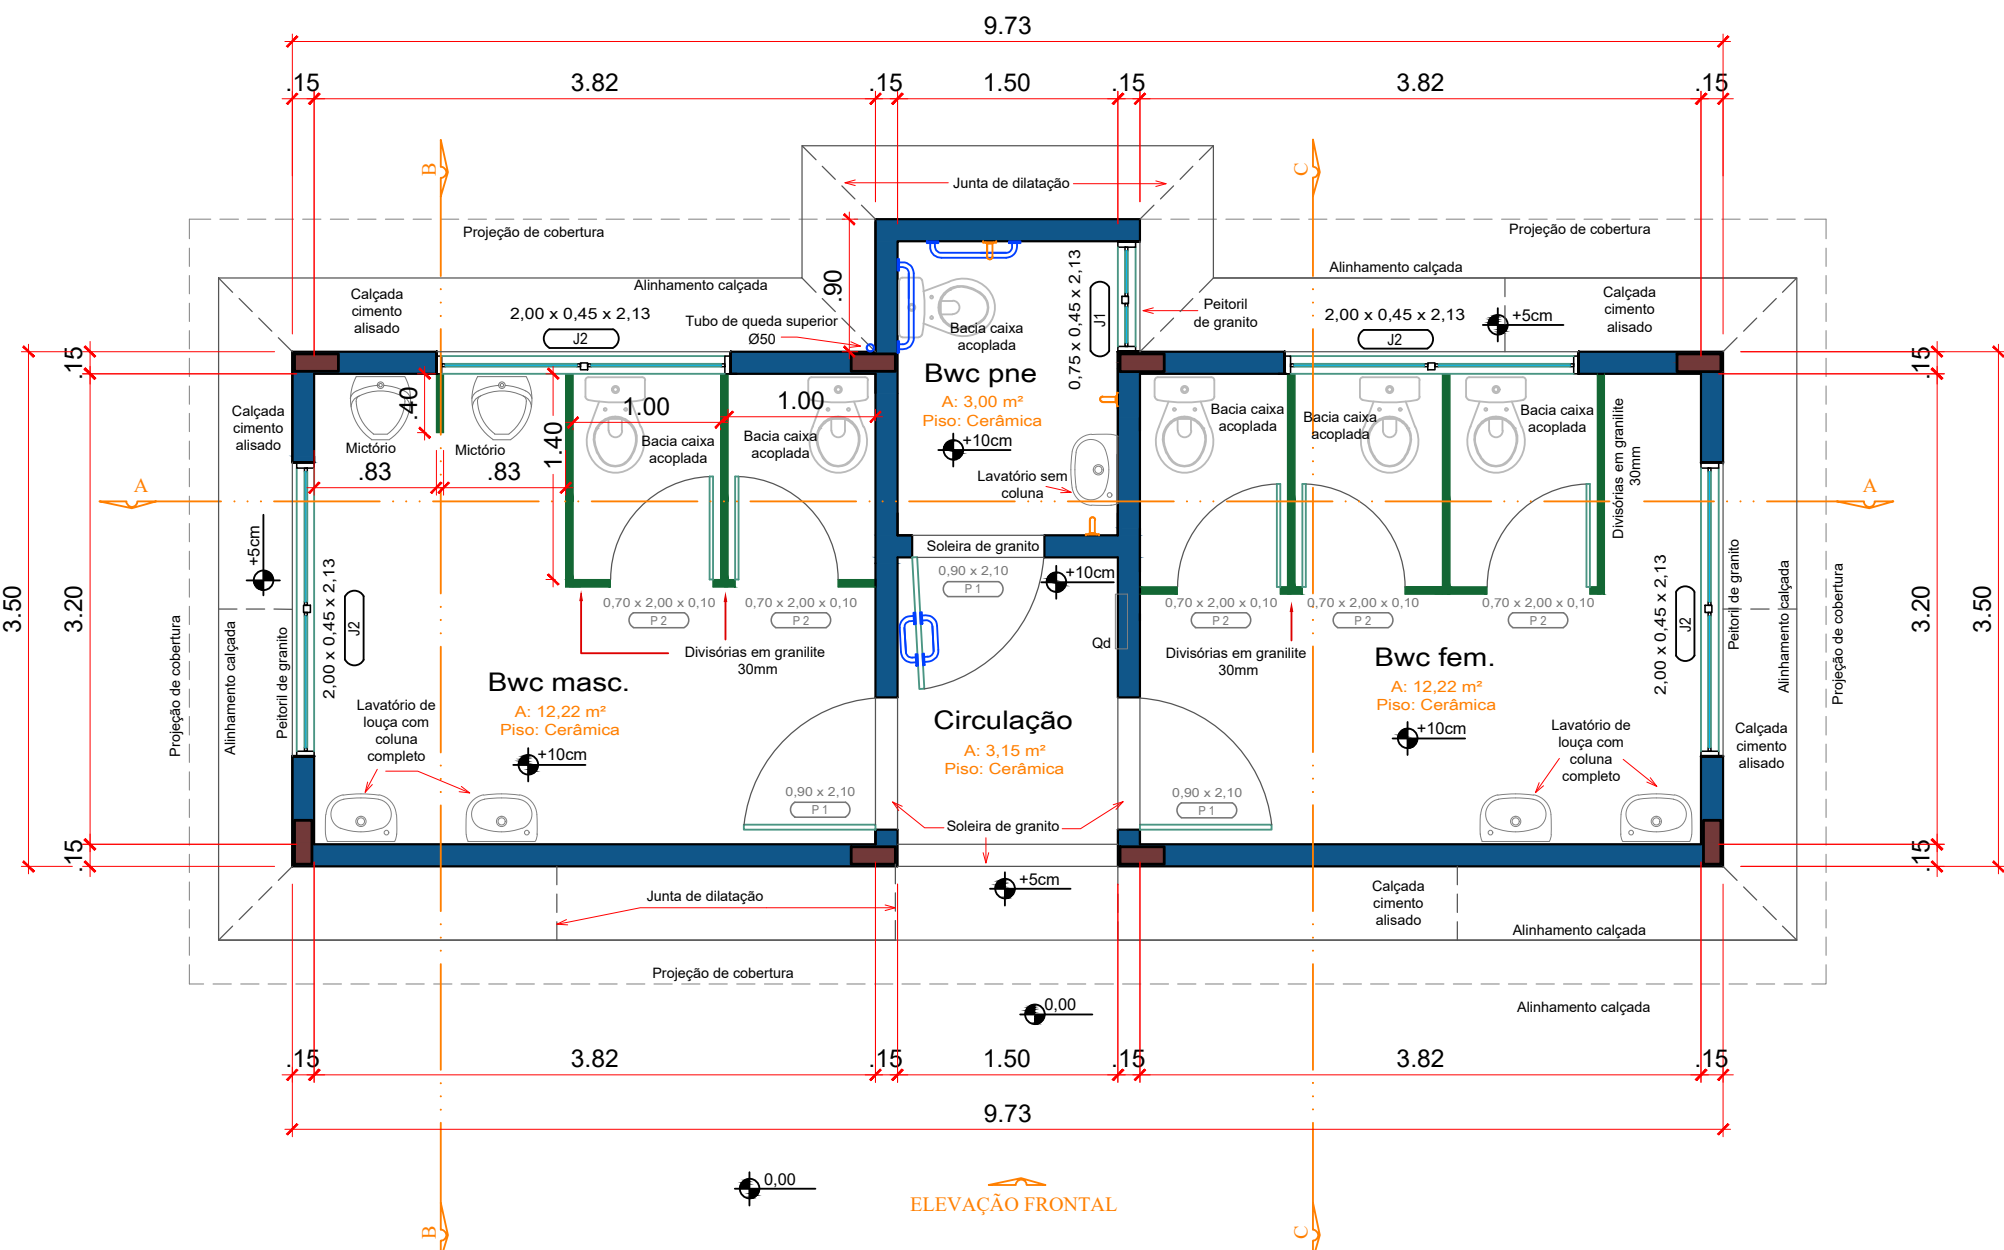 9.73
.15
3.82
.15
1.50
.15
3.82
.15
B
C
Junta de dilatação
Projeção de cobertura
Projeção de cobertura
Alinhamento calçada
Alinhamento calçada
Calçada
cimento
alisado
2,00 x 0,45 x 2,13
J2
Tubo de queda superior
Ø50
.90
Bacia caixa
acoplada
0,75 x 0,45 x 2,13
J1
Peitoril
de granito
2,00 x 0,45 x 2,13
J2
+5cm
Calçada
cimento
alisado
.15
3.50
3.20
.15
.15
3.20
3.50
.15
Calçada
cimento
alisado
.40
Mictório
Mictório
.83
.83
1.40
1.00
1.00
Bacia caixa
acoplada
Bacia caixa
acoplada
Bwc pne
A: 3,00 m²
Piso: Cerâmica
+10cm
Lavatório sem
coluna
Bacia caixa
acoplada
Bacia caixa
acoplada
Bacia caixa
acoplada
Divisórias em granilite
30mm
A
A
+5cm
Soleira de granito
0,90 x 2,10
P 1
+10cm
Qd
0,70 x 2,00 x 0,10
P 2
0,70 x 2,00 x 0,10
P 2
0,70 x 2,00 x 0,10
P 2
0,70 x 2,00 x 0,10
P 2
0,70 x 2,00 x 0,10
P 2
Divisórias em granilite
30mm
Divisórias em granilite
30mm
Projeção de cobertura
Alinhamento calçada
Peitoril de granito
2,00 x 0,45 x 2,13
J2
2,00 x 0,45 x 2,13
J2
Peitoril de granito
Alinhamento calçada
Projeção de cobertura
Bwc masc.
A: 12,22 m²
Piso: Cerâmica
+10cm
Lavatório de
louça com
coluna
completo
Circulação
A: 3,15 m²
Piso: Cerâmica
Bwc fem.
A: 12,22 m²
Piso: Cerâmica
+10cm
Lavatório de
louça com
coluna
completo
Calçada
cimento
alisado
0,90 x 2,10
P 1
0,90 x 2,10
P 1
Soleira de granito
+5cm
Junta de dilatação
Calçada
cimento
alisado
Alinhamento calçada
Projeção de cobertura
0,00
Alinhamento calçada
.15
3.82
.15
1.50
.15
3.82
.15
9.73
0,00
ELEVAÇÃO FRONTAL
B
C